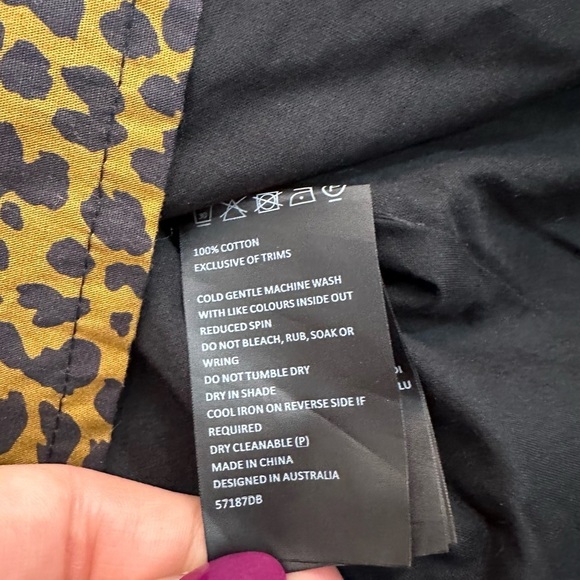 100% COTTON
EXCLUSIVE OF TRIMS
COLD GENTLE MACHINE WASH
WITH LIKE COLOURS INSIDE OUT
REDUCED SPIN
DO NOT BLEACH, RUB, SOAK OR
WRING
DO NOT TUMBLE DRY
DRY IN SHADE
COOL IRON ON REVERSE SIDE IF
REQUIRED
DRY CLEANABLE (P)
MADE IN CHINA
DESIGNED IN AUSTRALIA
57187DB